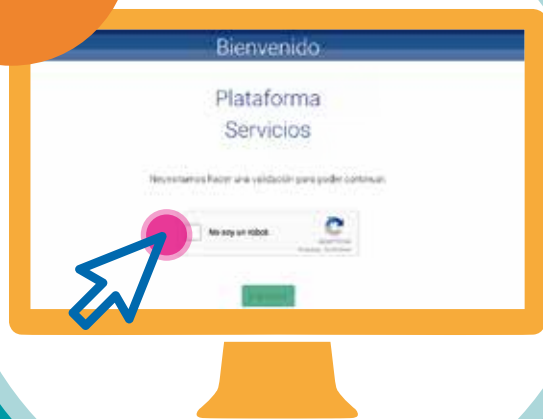 Bienvenido
Plataforma
Servicios
Necesitamos hacer una validación para poder continuar.
No soy un robot